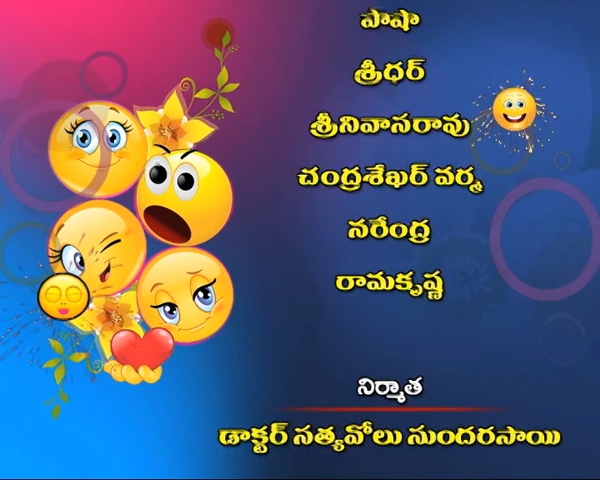 పాషా
శ్రీధర్
శ్రీనివాసరావు
చంద్రశేఖర్ వర్మ
నరేంద్ర
రామకృష్ణ
నిర్మాత
డాక్టర్ సత్యవోలు సుందరసాయి